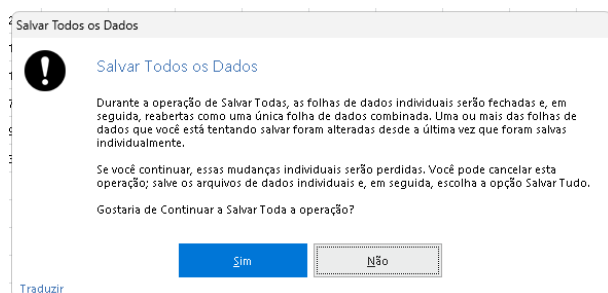 Salvar Todos os Dados
Salvar Todos os Dados
Durante a operação de Salvar Todas, as folhas de dados individuais serão fechadas e, em
seguida, reabertas como uma única folha de dados combinada. Uma ou mais das folhas de
dados que você está tentando salvar foram alteradas desde a última vez que foram salvas
individualmente.
Se você continuar, essas mudanças individuais serão perdidas. Você pode cancelar esta
operação; salve os arquivos de dados individuais e, em seguida, escolha a opção Salvar Tudo.
Gostaria de Continuar a Salvar Toda a operação?
Sim
Não
Traduzir